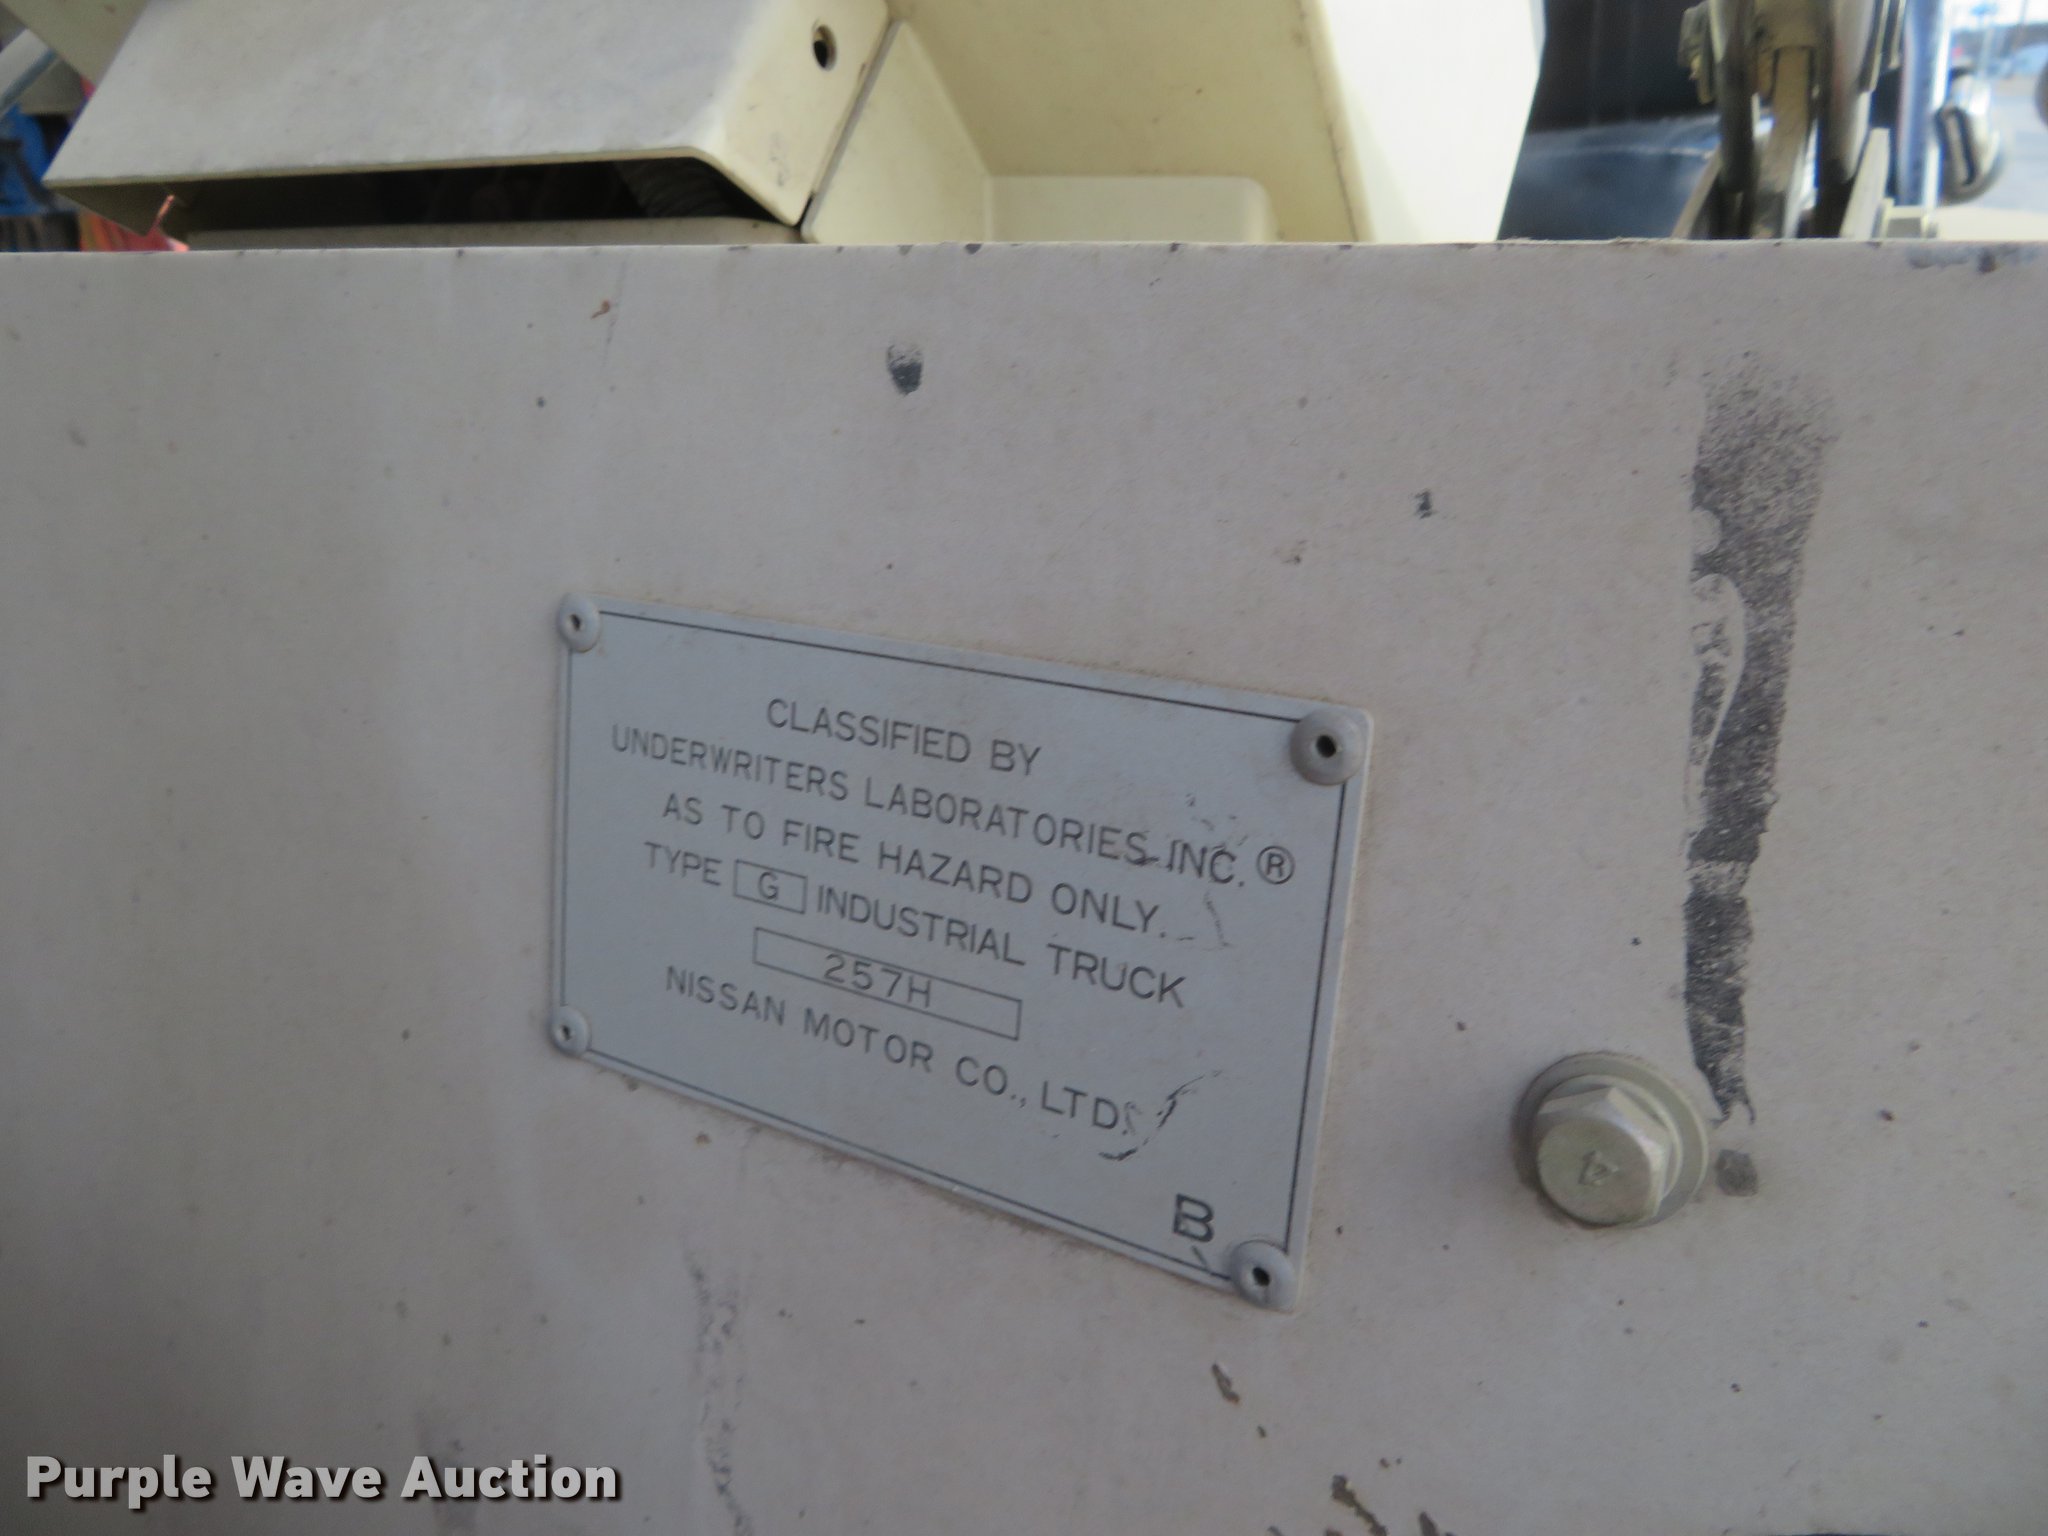 CLASSIFIED BY
UNDERWRITERS LABORATORIES INC.®
AS TO FIRE HAZARD ONLY.
TYPE G INDUSTRIAL TRUCK
257H
NISSAN MOTOR CO., LTD.
B
Purple Wave Auction